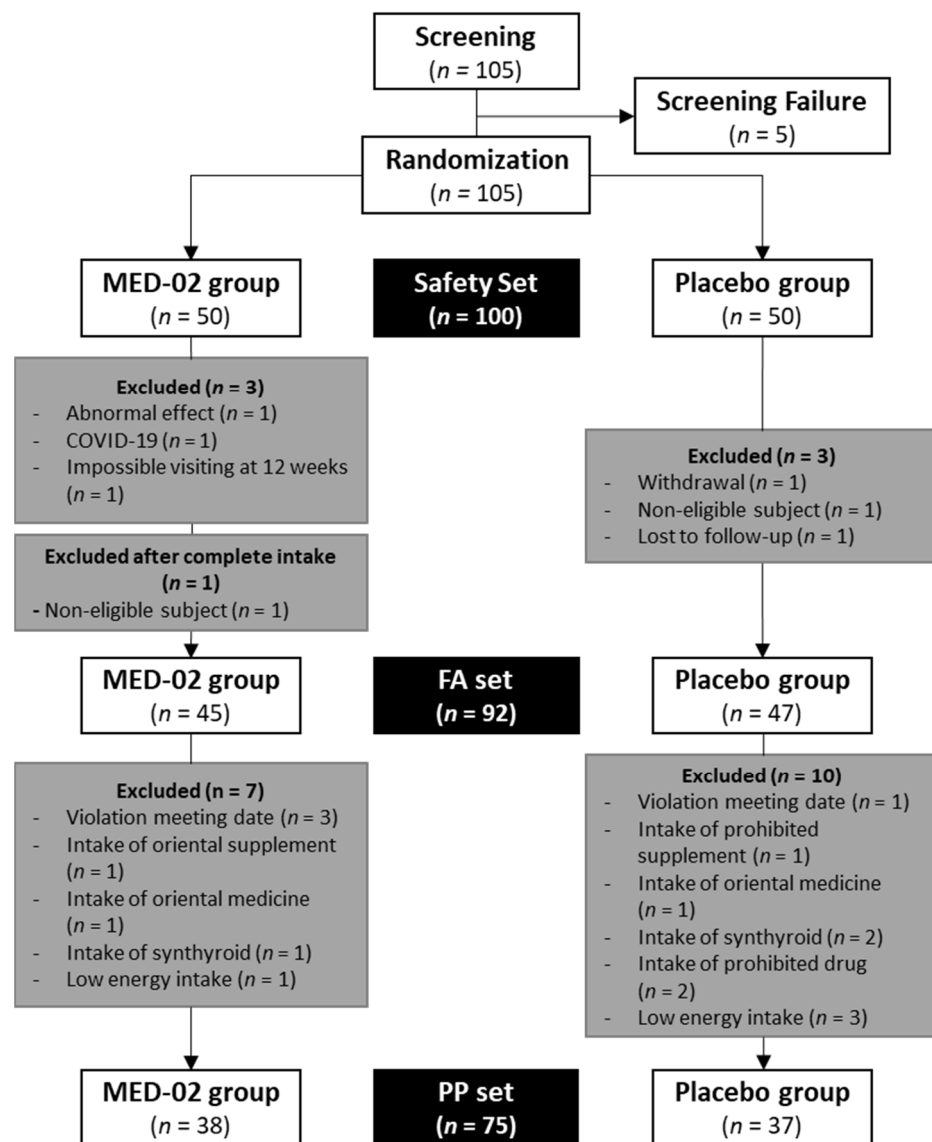 Screening
(n = 105)
Screening Failure
(n = 5)
Randomization
(n = 105)
MED-02 group
(n = 50)
Safety Set
(n = 100)
Placebo group
(n = 50)
Excluded (n = 3)
- Abnormal effect (n = 1)
- COVID-19 (n = 1)
- Impossible visiting at 12 weeks
(n = 1)
Excluded (n = 3)
- Withdrawal (n = 1)
- Non-eligible subject (n = 1)
- Lost to follow-up (n = 1)
Excluded after complete intake
(n = 1)
- Non-eligible subject (n = 1)
MED-02 group
(n = 45)
FA set
(n = 92)
Placebo group
(n = 47)
Excluded (n = 7)
- Violation meeting date (n = 3)
- Intake of oriental supplement
(n = 1)
- Intake of oriental medicine
(n = 1)
- Intake of synthyroid (n = 1)
- Low energy intake (n = 1)
Excluded (n = 10)
- Violation meeting date (n = 1)
- Intake of prohibited
supplement (n = 1)
- Intake of oriental medicine
(n = 1)
- Intake of synthyroid (n = 2)
- Intake of prohibited drug
(n = 2)
- Low energy intake (n = 3)
MED-02 group
(n = 38)
PP set
(n = 75)
Placebo group
(n = 37)